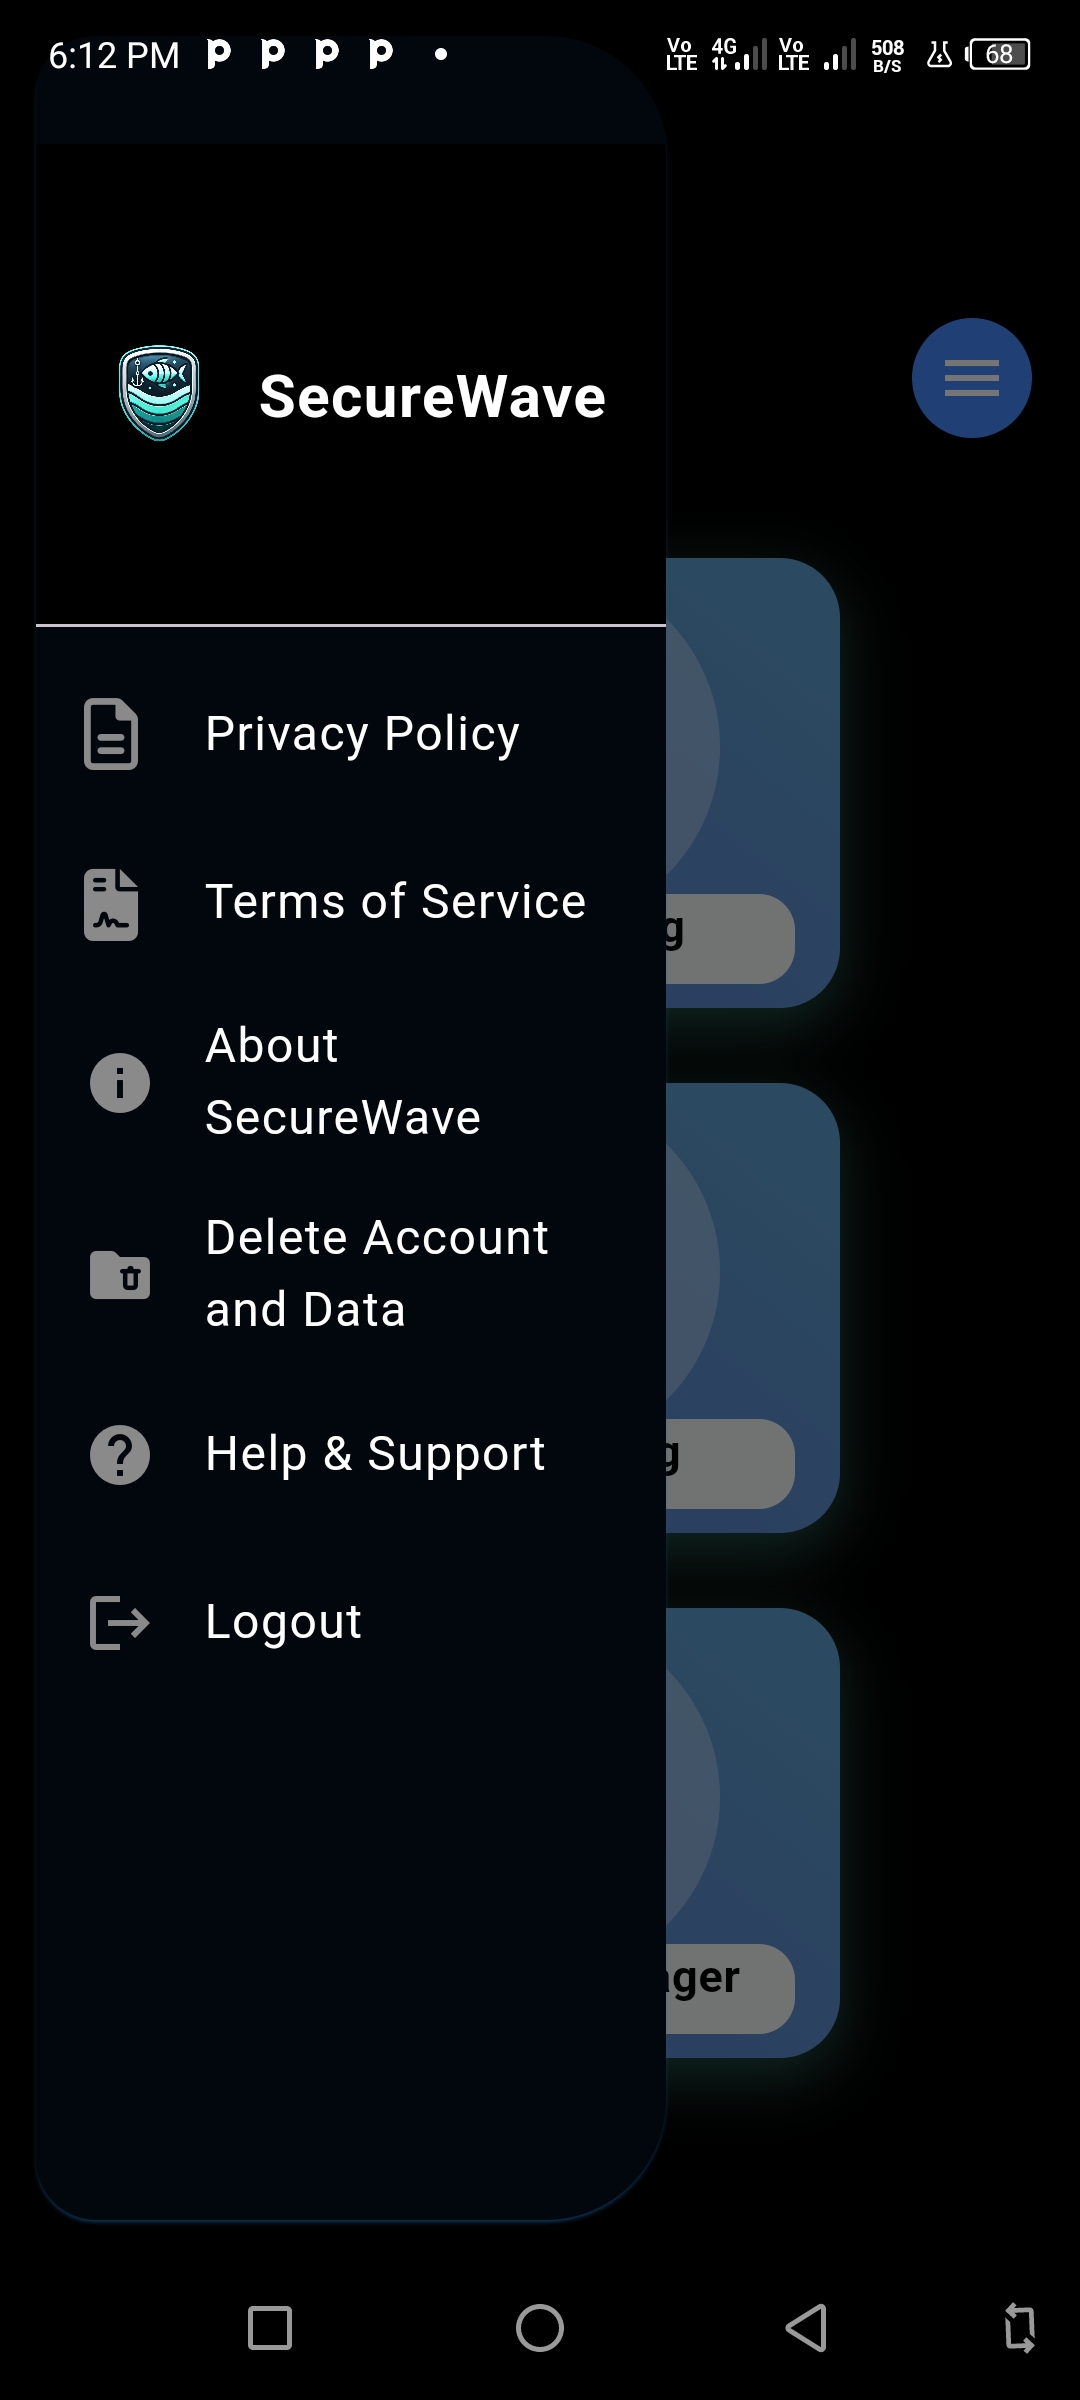 6:12 PM
Vo LTE 4G Vo LTE 508 B/S 68
SecureWave
Privacy Policy
Terms of Service
g
About
SecureWave
Delete Account
and Data
Help & Support
g
Logout
ager